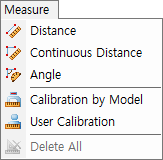 Measure
Distance
Continuous Distance
Angle
Calibration by Model
User Calibration
Delete All